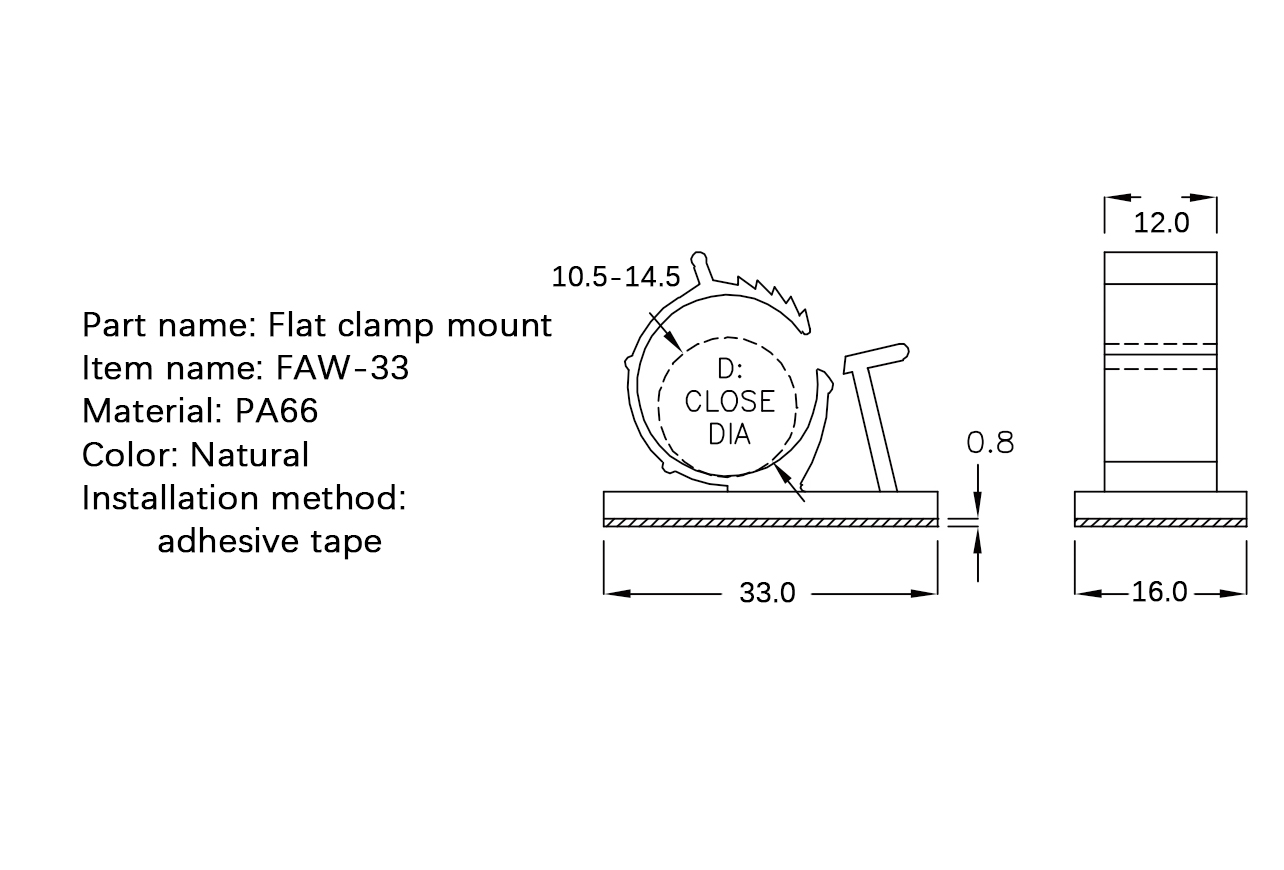 12.0
10.5-14.5
Part name: Flat clamp mount
Item name: FAW-33
Material: PA66
Color: Natural
Installation method:
adhesive tape
D:
CLOSE
DIA
0.8
33.0
16.0